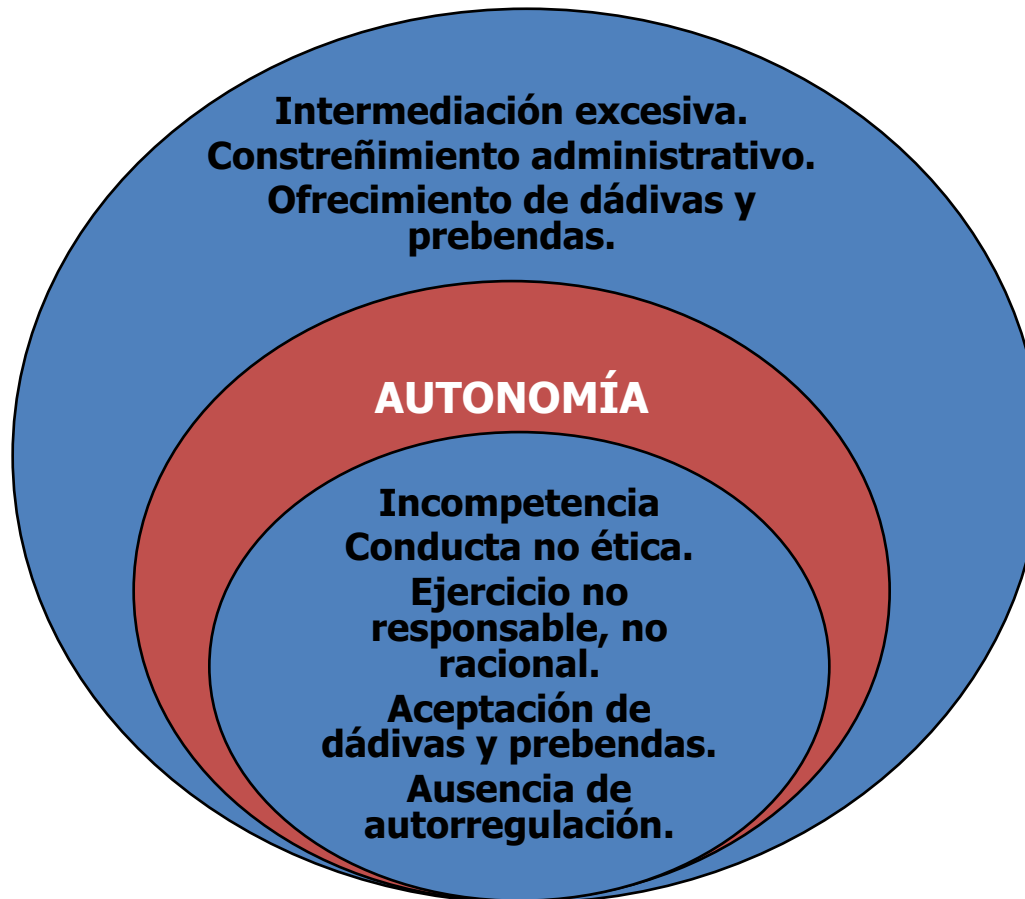 Intermediación excesiva.
Constreñimiento administrativo.
Ofrecimiento de dádivas y
prebendas.
AUTONOMÍA
Incompetencia
Conducta no ética.
Ejercicio no
responsable, no
racional.
Aceptación de
dádivas y prebendas.
Ausencia de
autorregulación.